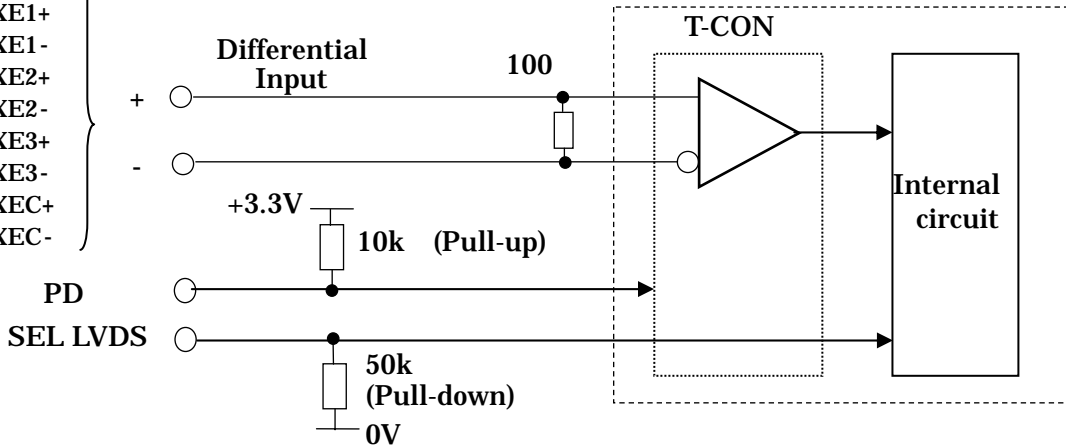 XE1+
XE1-
XE2+
XE2-
XE3+
XE3-
XEC+
XEC-
Differential
Input
+
-
100
T-CON
Internal
circuit
+3.3V
10k (Pull-up)
PD
SEL LVDS
50k
(Pull-down)
0V